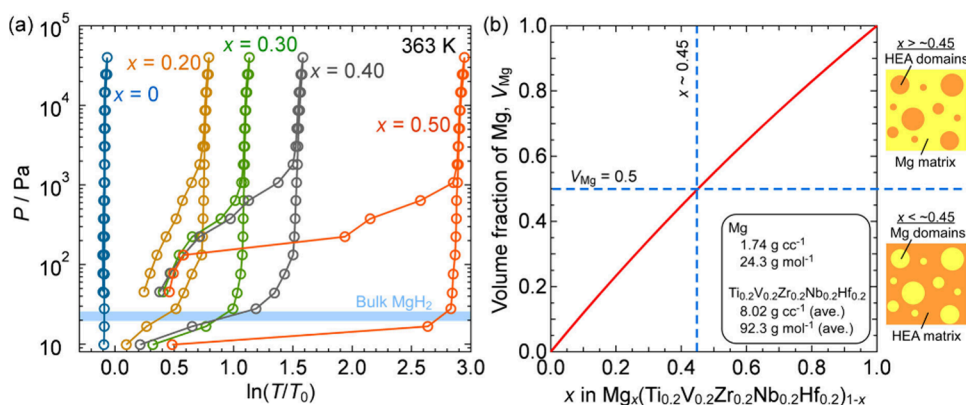 (a)
10⁵
10⁴
10³
10²
10
P / Pa
x = 0
x = 0.20
x = 0.30
x = 0.40
x = 0.50
363 K
Bulk MgH₂
0.0 0.5 1.0 1.5 2.0 2.5 3.0
ln(T/T₀)
(b)
Volume fraction of Mg, V_Mg
1.0
0.8
0.6
0.4
0.2
0.0
x ~ 0.45
V_Mg = 0.5
Mg
1.74 g cc⁻¹
24.3 g mol⁻¹
Ti₀.₂V₀.₂Zr₀.₂Nb₀.₂Hf₀.₂
8.02 g cc⁻¹ (ave.)
92.3 g mol⁻¹ (ave.)
0.0 0.2 0.4 0.6 0.8 1.0
x in Mgₓ(Ti₀.₂V₀.₂Zr₀.₂Nb₀.₂Hf₀.₂)₁₋ₓ
x > ~0.45
HEA domains
Mg matrix
x < ~0.45
Mg domains
HEA matrix